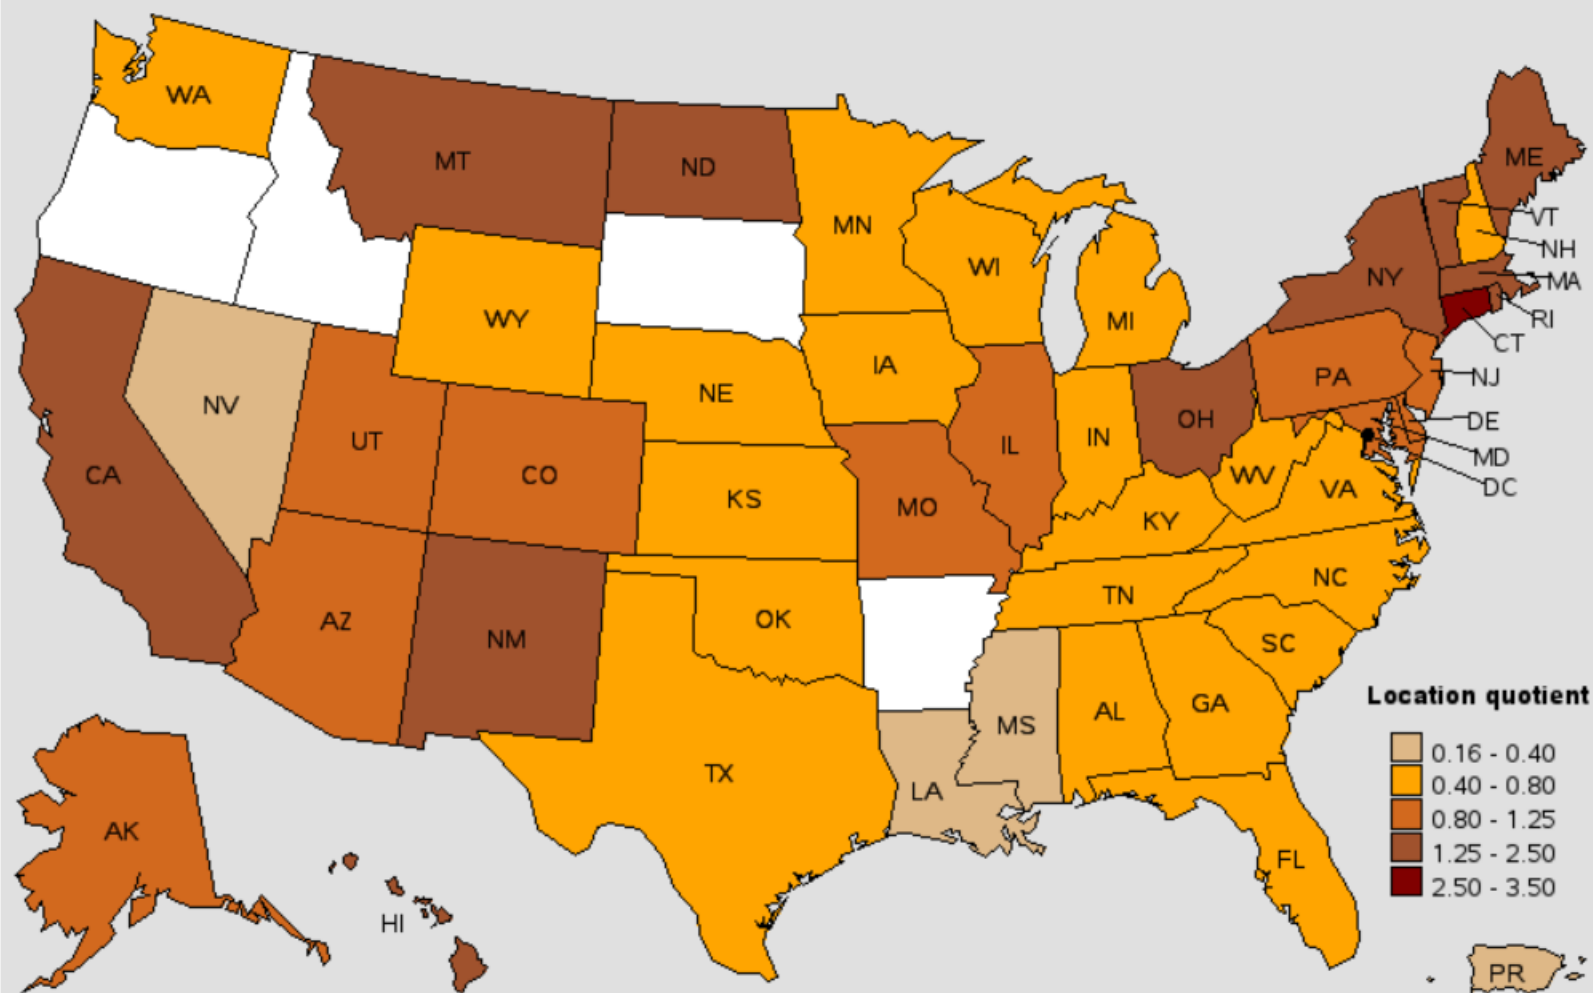 WA
MT
ND
MN
ME
VT
NH
MA
RI
CT
NY
WI
MI
WY
IA
NE
PA
NJ
DE
MD
DC
NV
UT
CO
IL
IN
OH
CA
KS
MO
KY
WV
VA
AZ
NM
OK
TN
NC
SC
MS
AL
GA
TX
LA
FL
AK
HI
PR
Location quotient
0.16 - 0.40
0.40 - 0.80
0.80 - 1.25
1.25 - 2.50
2.50 - 3.50